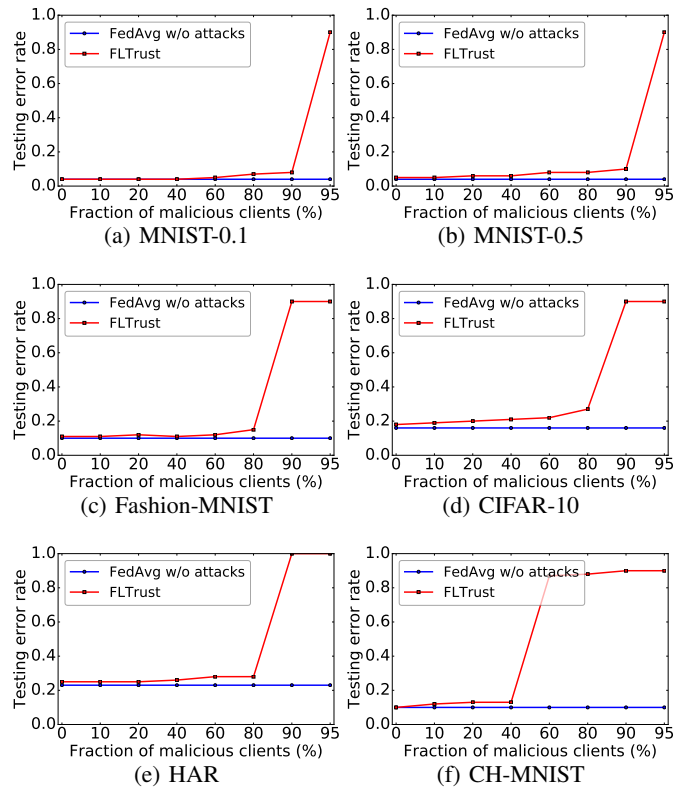 1.0
0.8
0.6
0.4
0.2
0.0
Testing error rate
FedAvg w/o attacks
FLTrust
0 10 20 40 60 80 90 95
Fraction of malicious clients (%)
(a) MNIST-0.1
1.0
0.8
0.6
0.4
0.2
0.0
Testing error rate
FedAvg w/o attacks
FLTrust
0 10 20 40 60 80 90 95
Fraction of malicious clients (%)
(b) MNIST-0.5
1.0
0.8
0.6
0.4
0.2
0.0
Testing error rate
FedAvg w/o attacks
FLTrust
0 10 20 40 60 80 90 95
Fraction of malicious clients (%)
(c) Fashion-MNIST
1.0
0.8
0.6
0.4
0.2
0.0
Testing error rate
FedAvg w/o attacks
FLTrust
0 10 20 40 60 80 90 95
Fraction of malicious clients (%)
(d) CIFAR-10
1.0
0.8
0.6
0.4
0.2
0.0
Testing error rate
FedAvg w/o attacks
FLTrust
0 10 20 40 60 80 90 95
Fraction of malicious clients (%)
(e) HAR
1.0
0.8
0.6
0.4
0.2
0.0
Testing error rate
FedAvg w/o attacks
FLTrust
0 10 20 40 60 80 90 95
Fraction of malicious clients (%)
(f) CH-MNIST